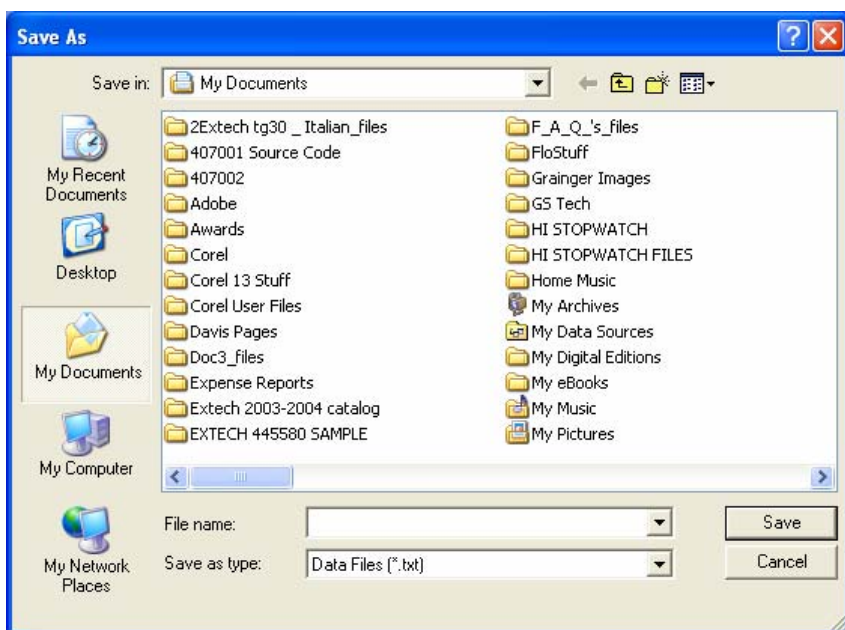 Save As
Save in:
My Documents
My Recent
Documents
Desktop
My Documents
My Computer
My Network
Places
2Extech tg30 _ Italian_files
407001 Source Code
407002
Adobe
Awards
Corel
Corel 13 Stuff
Corel User Files
Davis Pages
Doc3_files
Expense Reports
Extech 2003-2004 catalog
EXTECH 445580 SAMPLE
F_A_Q_'s_files
FloStuff
Grainger Images
GS Tech
HI STOPWATCH
HI STOPWATCH FILES
Home Music
My Archives
My Data Sources
My Digital Editions
My eBooks
My Music
My Pictures
File name:
Save
Save as type:
Data Files (*.txt)
Cancel